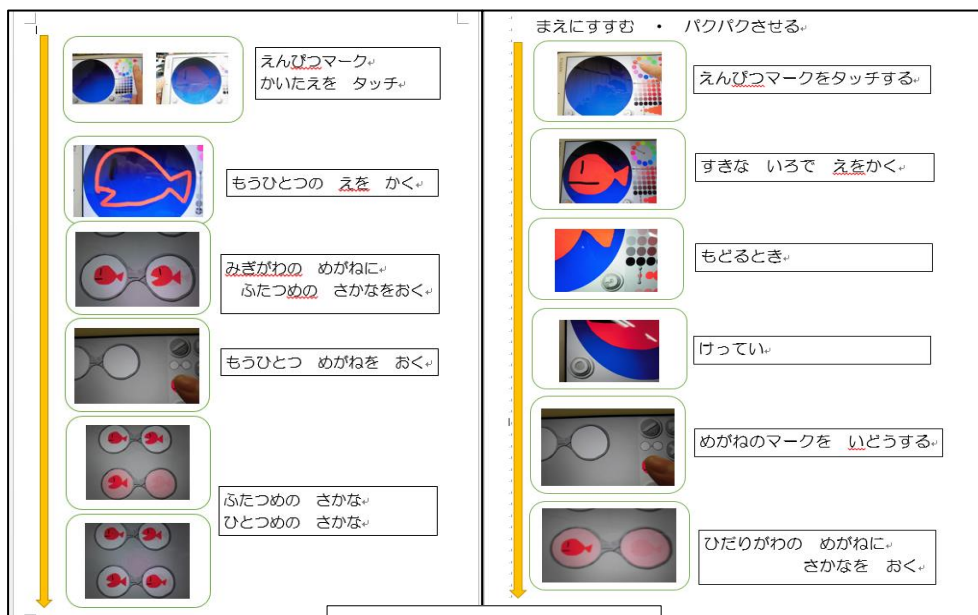 えんぴつマーク
かいたえを　タッチ
もうひとつの　えを　かく
みぎがわの　めがねに
ふたつめの　さかなをおく
もうひとつ　めがねを　おく
ふたつめの　さかな
ひとつめの　さかな
まえにすすむ　・　パクパクさせる
えんぴつマークをタッチする
すきな　いろで　えをかく
もどるとき
けってい
めがねのマークを　いどうする
ひだりがわの　めがねに
さかなを　おく